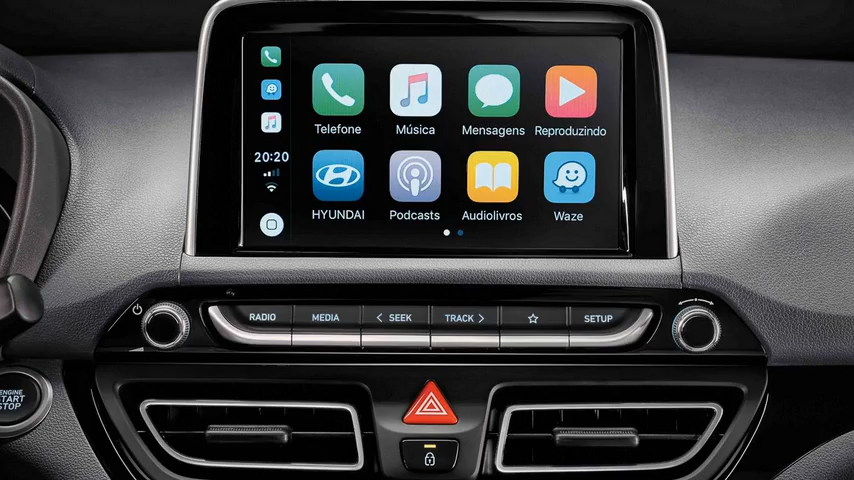 Telefone
Música
Mensagens
Reproduzindo
20:20
HYUNDAI
Podcasts
Audiolivros
Waze
RADIO
MEDIA
< SEEK
TRACK >
☆
SETUP
ENGINE
START
STOP